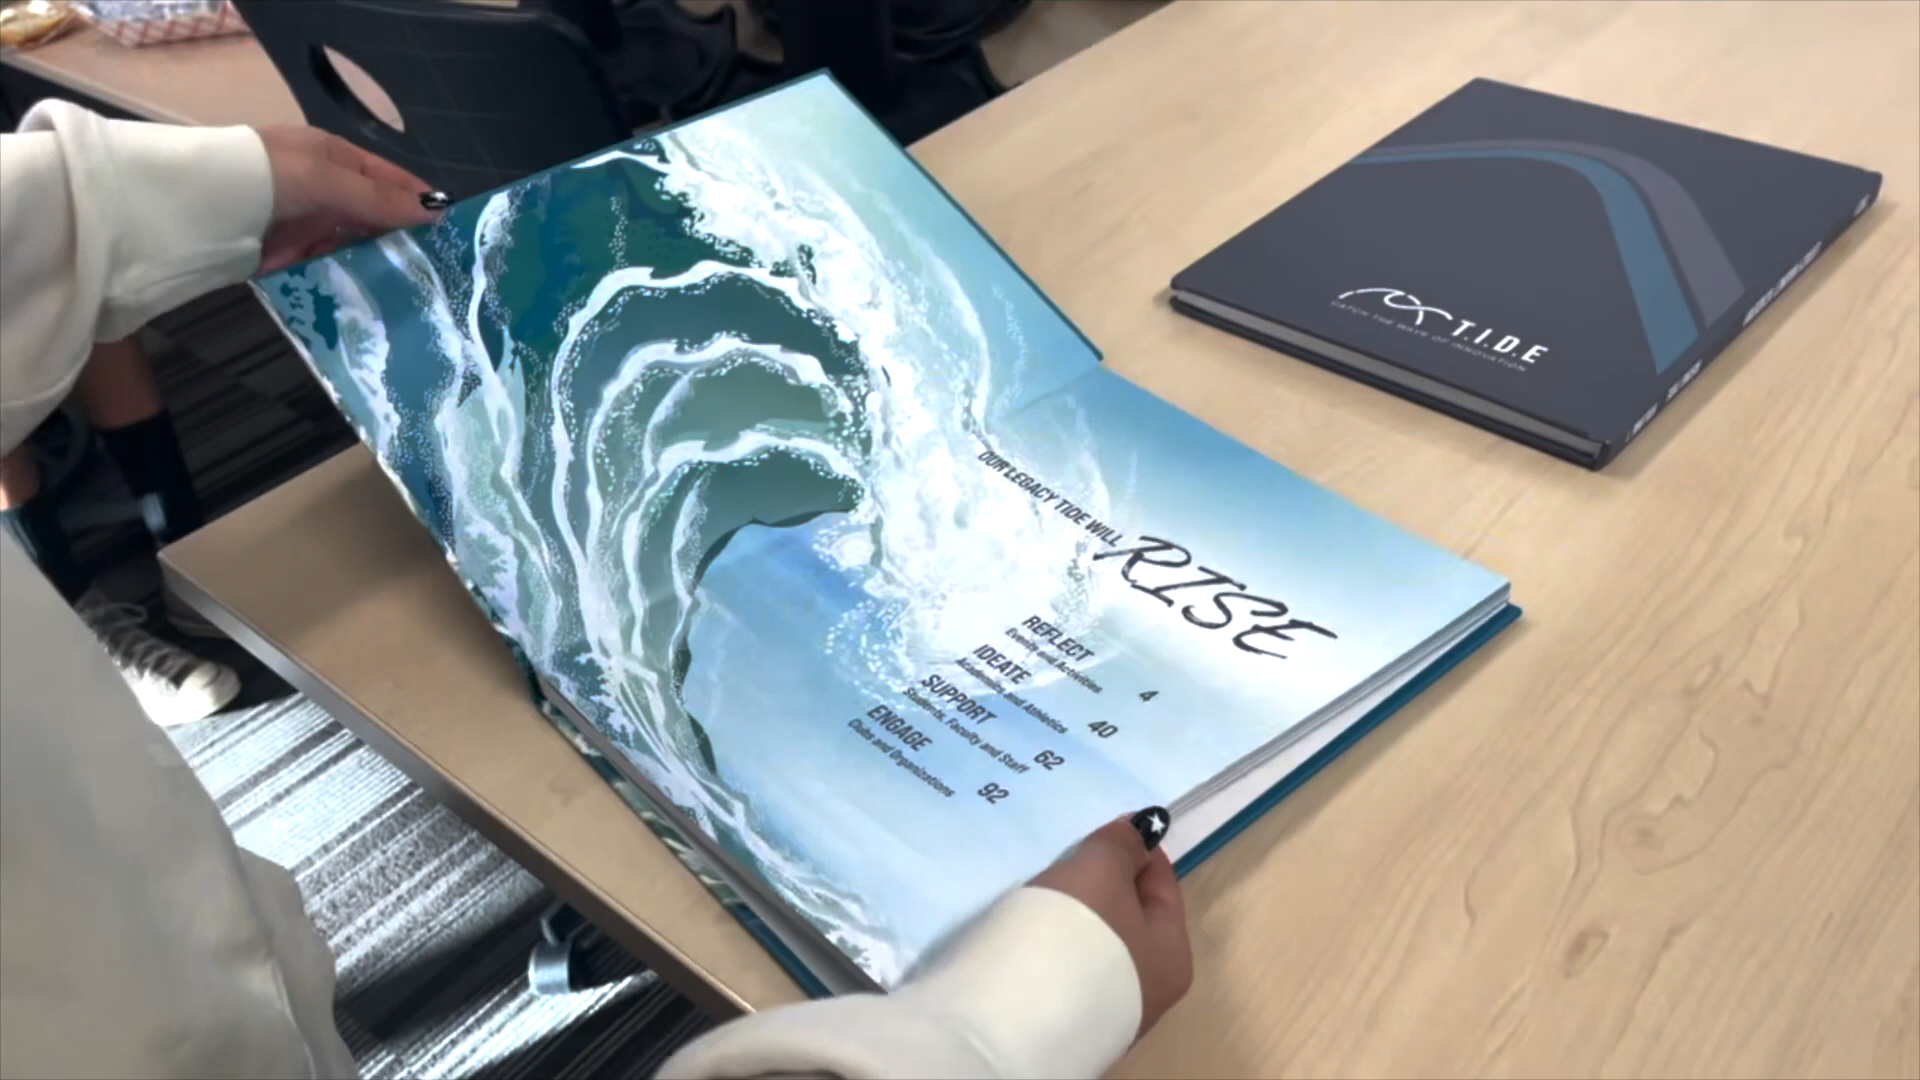 OUR LEGACY TIDE WILL
RISE
REFLECT
Events and Activities 4
IDEATE
Academics and Athletics 40
SUPPORT
Students, Faculty and Staff 62
ENGAGE
Clubs and Organizations 92
T.I.D.E
CATCH THE WAVE OF INNOVATION